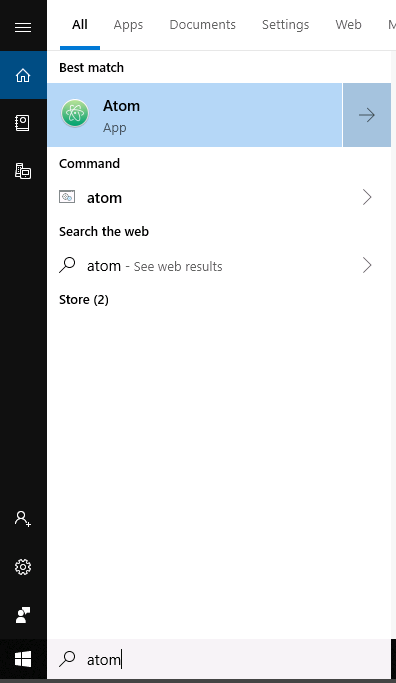 All Apps Documents Settings Web M
Best match
Atom
App
Command
atom
Search the web
atom - See web results
Store (2)
atom